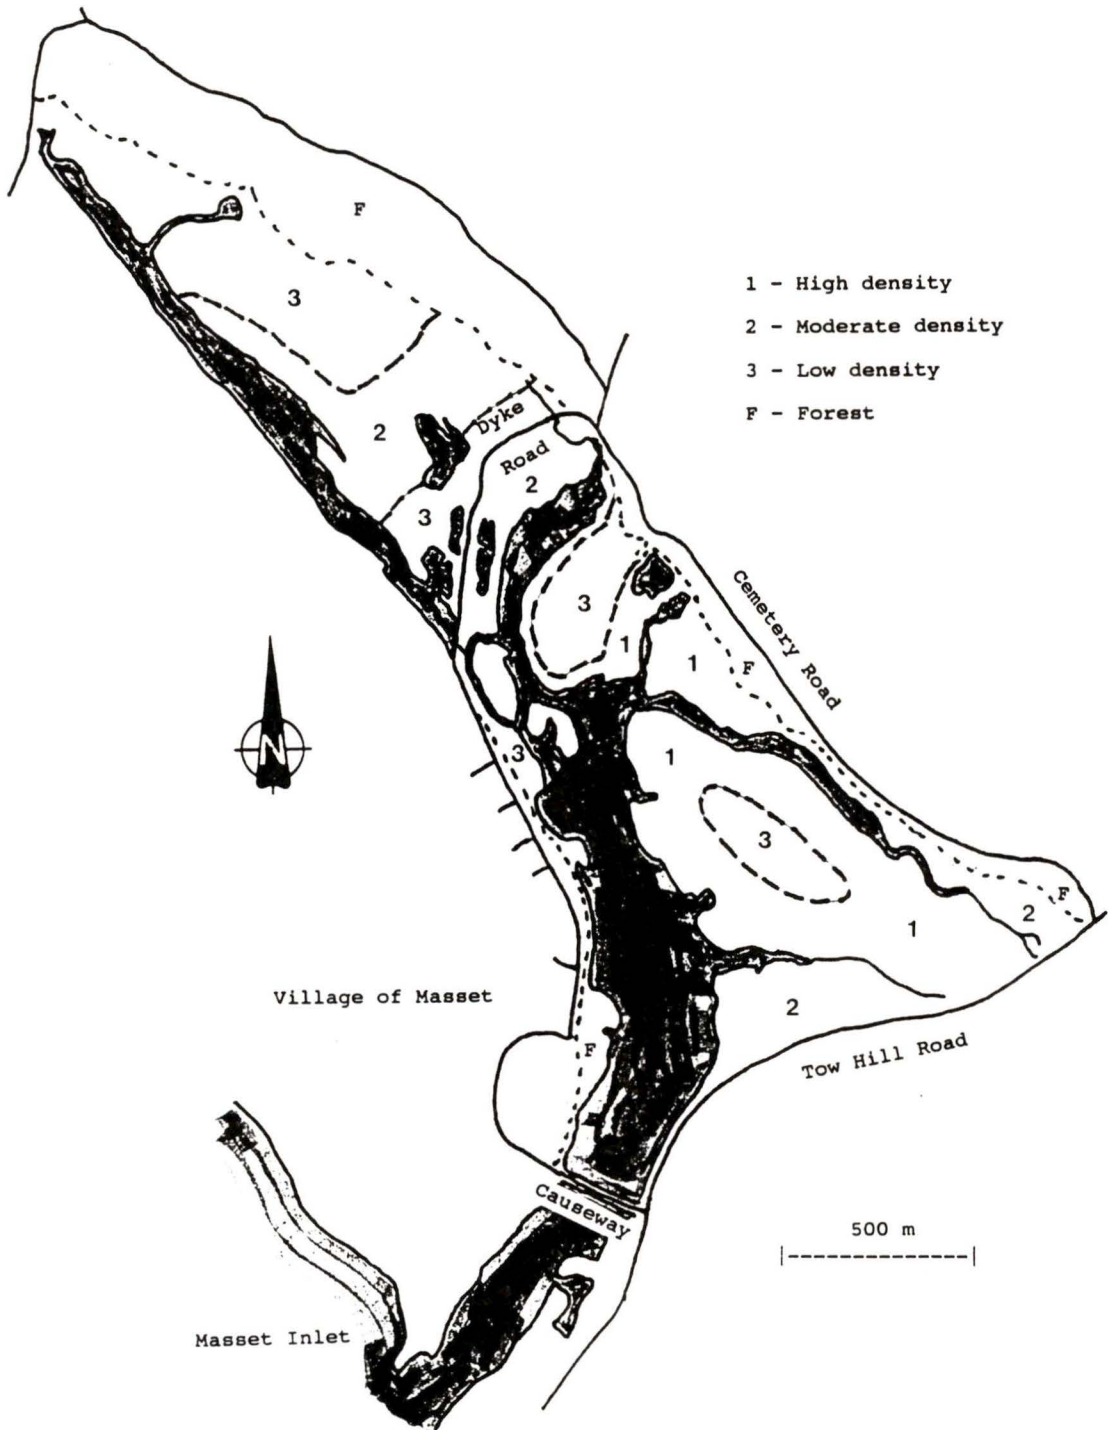 F
3
1 - High density
2 - Moderate density
3 - Low density
F - Forest
Dyke
2
Road
2
3
Cemetery Road
3
1
1
F
N
3
1
3
F
2
1
Village of Masset
2
F
Tow Hill Road
Causeway
500 m
Masset Inlet